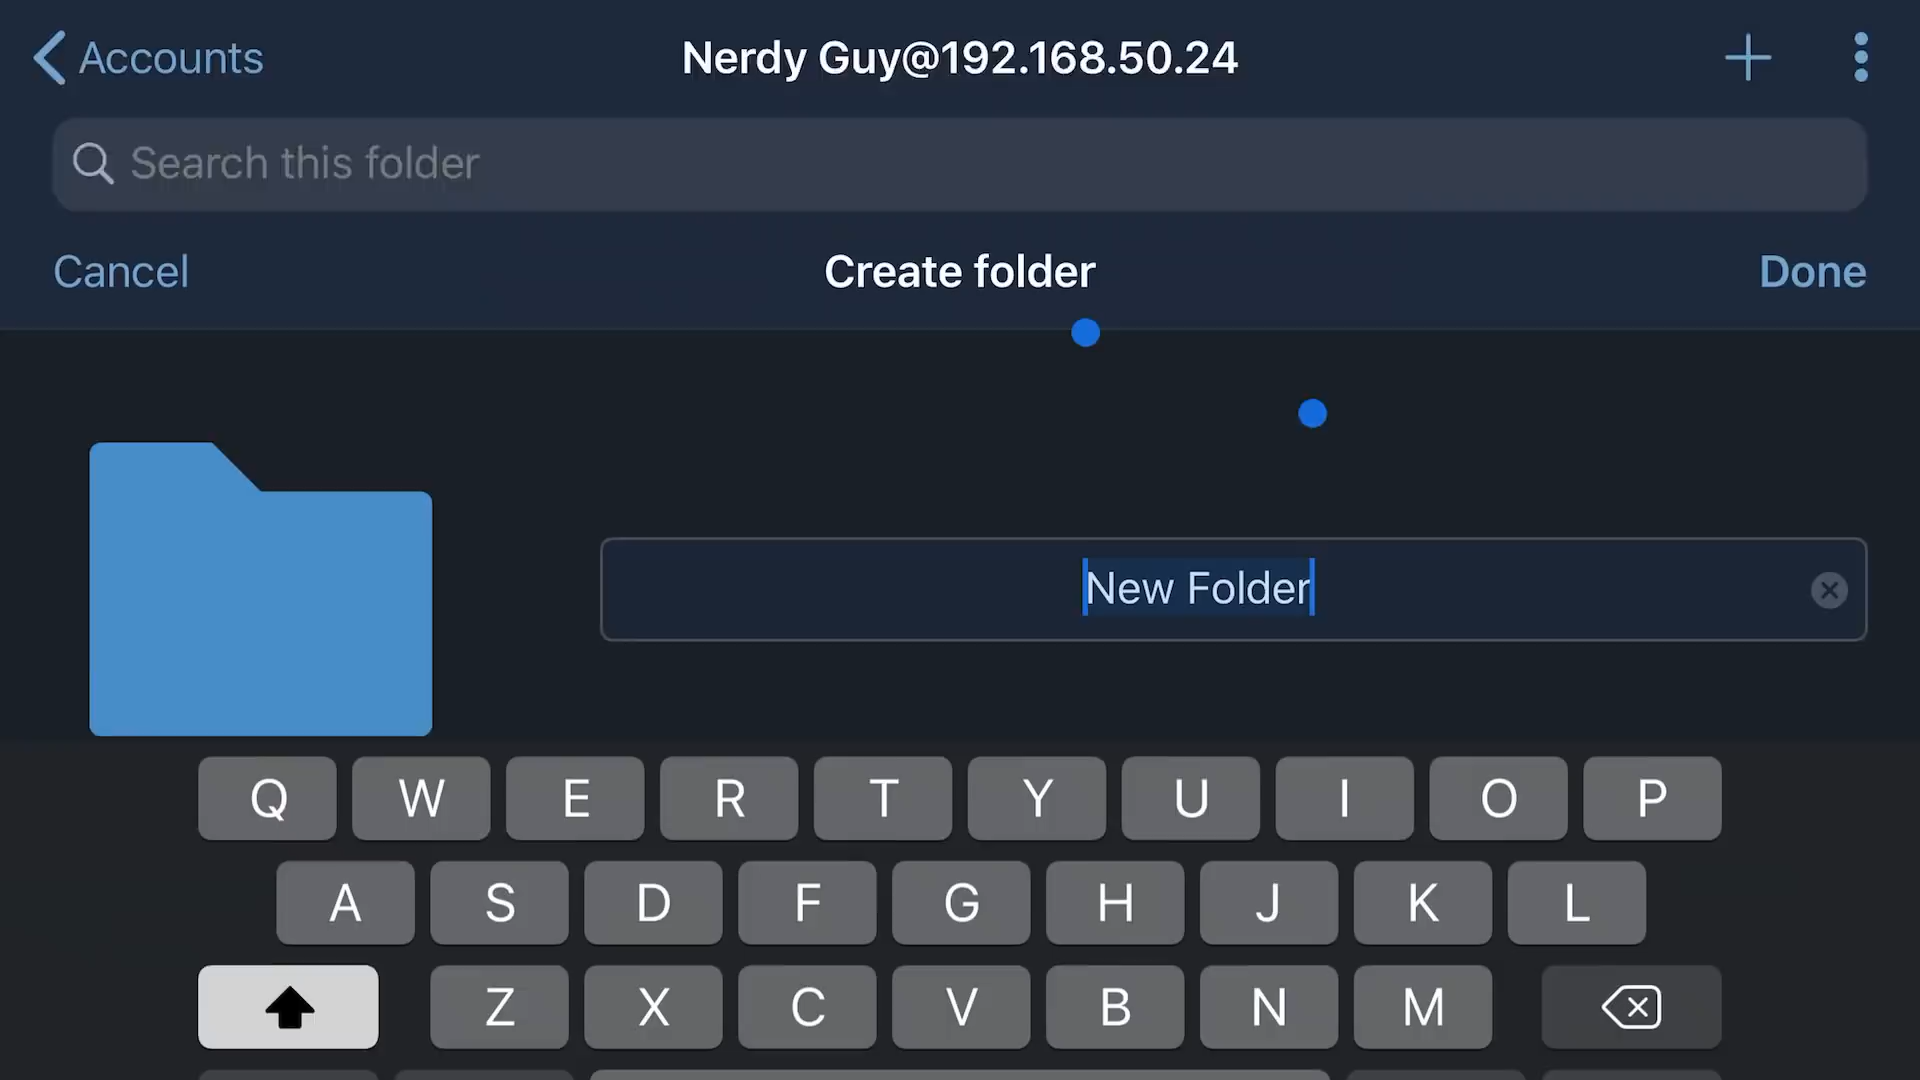 Accounts
Nerdy Guy@192.168.50.24
Search this folder
Cancel
Create folder
Done
New Folder
Q W E R T Y U I O P
A S D F G H J K L
Z X C V B N M